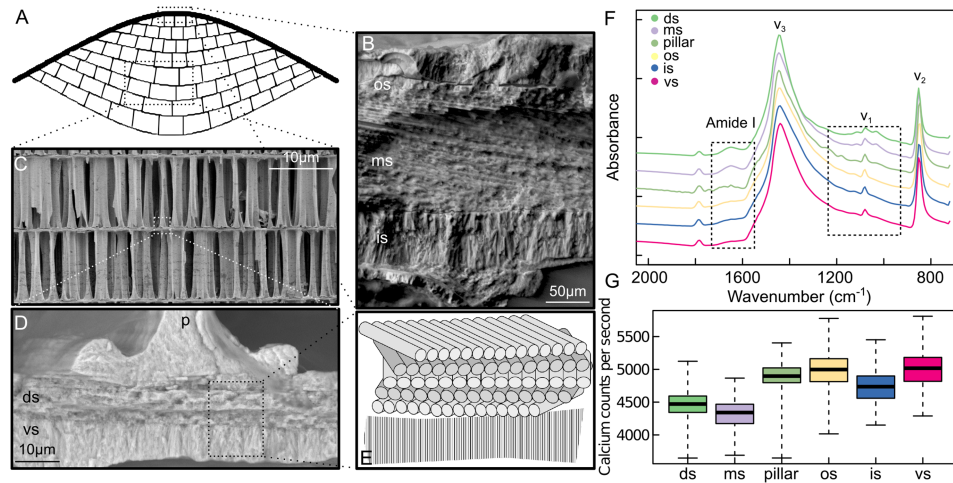 A
B
os
ms
is
50µm
C
10µm
D
p
ds
vs
10µm
E
F
ds
ms
pillar
os
is
vs
v3
v2
Amide I
v1
Absorbance
2050 1600 1200 800
Wavenumber (cm-1)
G
Calcium counts per second
5500
5000
4500
4000
ds ms pillar os is vs